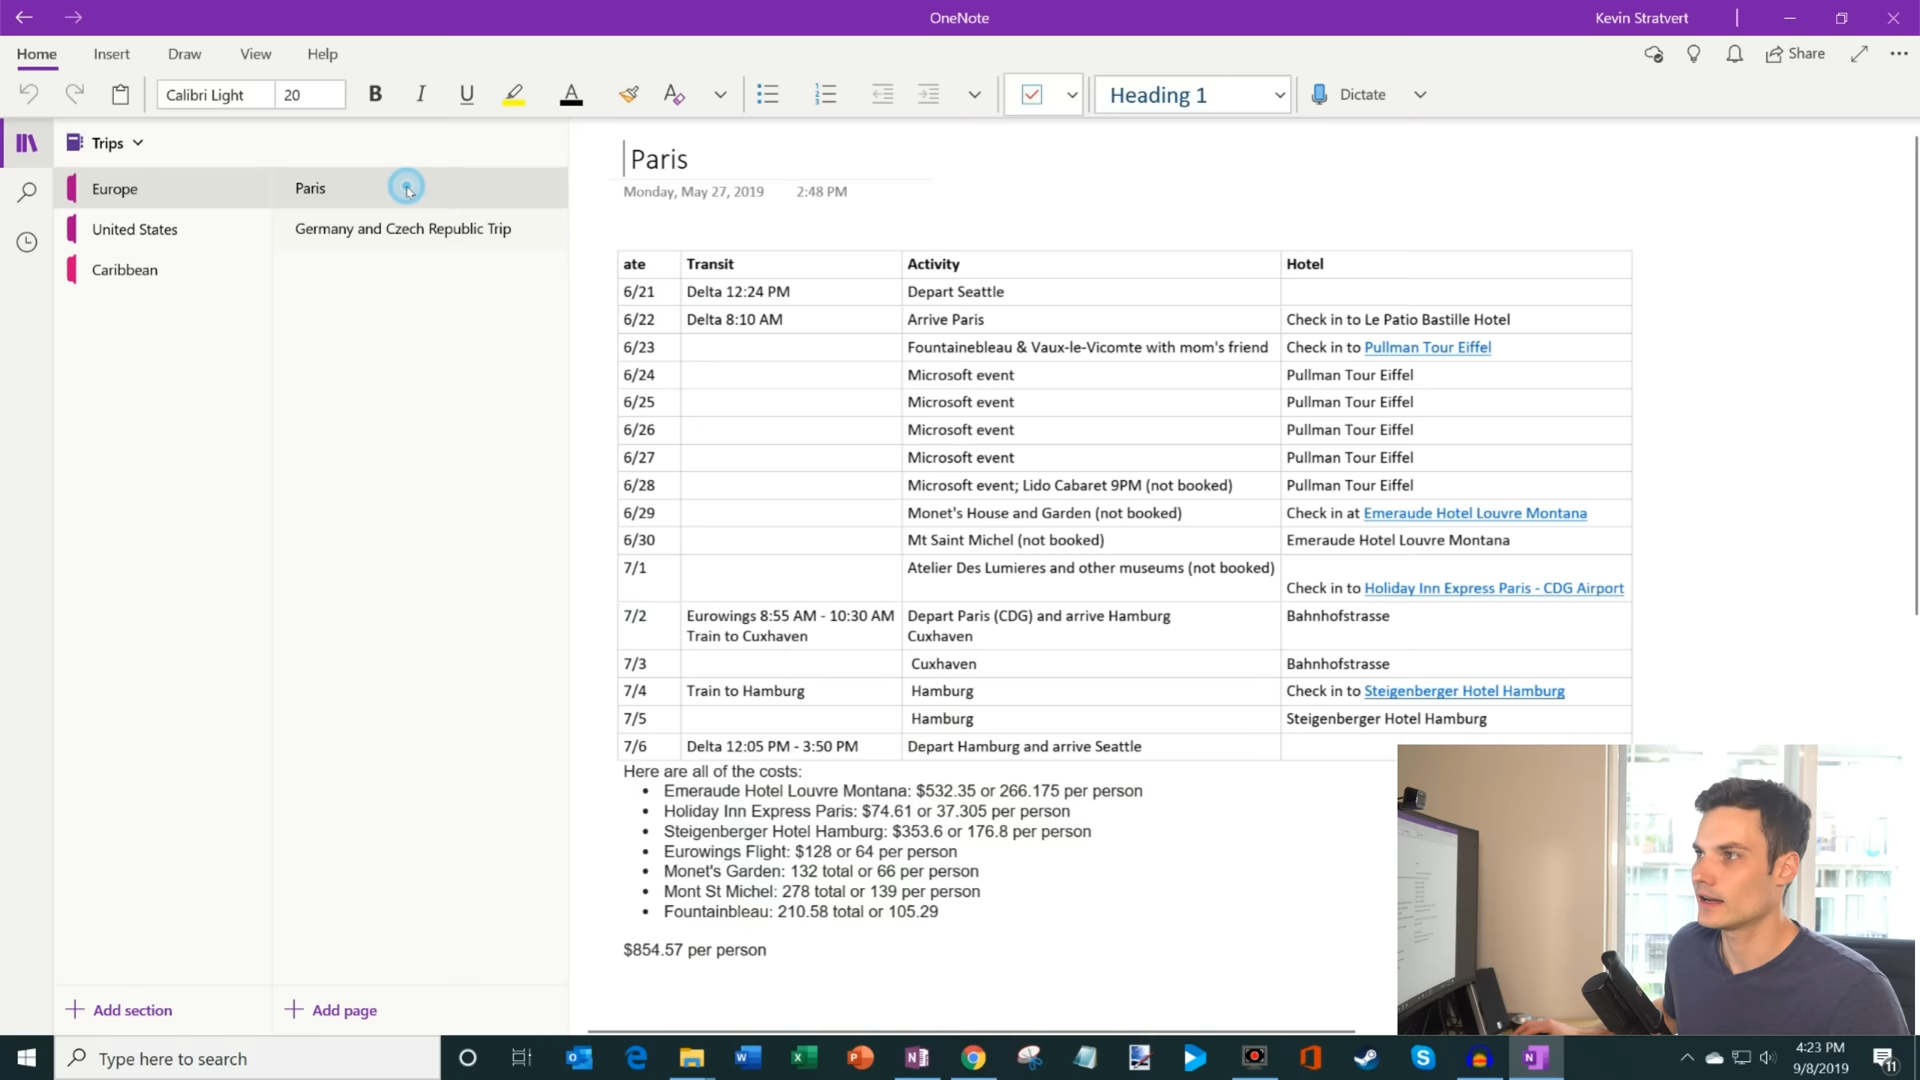 OneNote
Kevin Stratvert
Home Insert Draw View Help
Share
Calibri Light 20 B I U A Heading 1 Dictate
Trips
Europe
United States
Caribbean
Paris
Germany and Czech Republic Trip
Paris
Monday, May 27, 2019 2:48 PM
ate Transit Activity Hotel
6/21 Delta 12:24 PM Depart Seattle
6/22 Delta 8:10 AM Arrive Paris Check in to Le Patio Bastille Hotel
6/23 Fountainebleau & Vaux-le-Vicomte with mom's friend Check in to Pullman Tour Eiffel
6/24 Microsoft event Pullman Tour Eiffel
6/25 Microsoft event Pullman Tour Eiffel
6/26 Microsoft event Pullman Tour Eiffel
6/27 Microsoft event Pullman Tour Eiffel
6/28 Microsoft event; Lido Cabaret 9PM (not booked) Pullman Tour Eiffel
6/29 Monet's House and Garden (not booked) Check in at Emeraude Hotel Louvre Montana
6/30 Mt Saint Michel (not booked) Emeraude Hotel Louvre Montana
7/1 Atelier Des Lumieres and other museums (not booked)
Check in to Holiday Inn Express Paris - CDG Airport
7/2 Eurowings 8:55 AM - 10:30 AM Depart Paris (CDG) and arrive Hamburg Bahnhofstrasse
Train to Cuxhaven Cuxhaven
7/3 Cuxhaven Bahnhofstrasse
7/4 Train to Hamburg Hamburg Check in to Steigenberger Hotel Hamburg
7/5 Hamburg Steigenberger Hotel Hamburg
7/6 Delta 12:05 PM - 3:50 PM Depart Hamburg and arrive Seattle
Here are all of the costs:
• Emeraude Hotel Louvre Montana: $532.35 or 266.175 per person
• Holiday Inn Express Paris: $74.61 or 37.305 per person
• Steigenberger Hotel Hamburg: $353.6 or 176.8 per person
• Eurowings Flight: $128 or 64 per person
• Monet's Garden: 132 total or 66 per person
• Mont St Michel: 278 total or 139 per person
• Fountainbleau: 210.58 total or 105.29
$854.57 per person
Add section
Add page
Type here to search
4:23 PM
9/8/2019
11